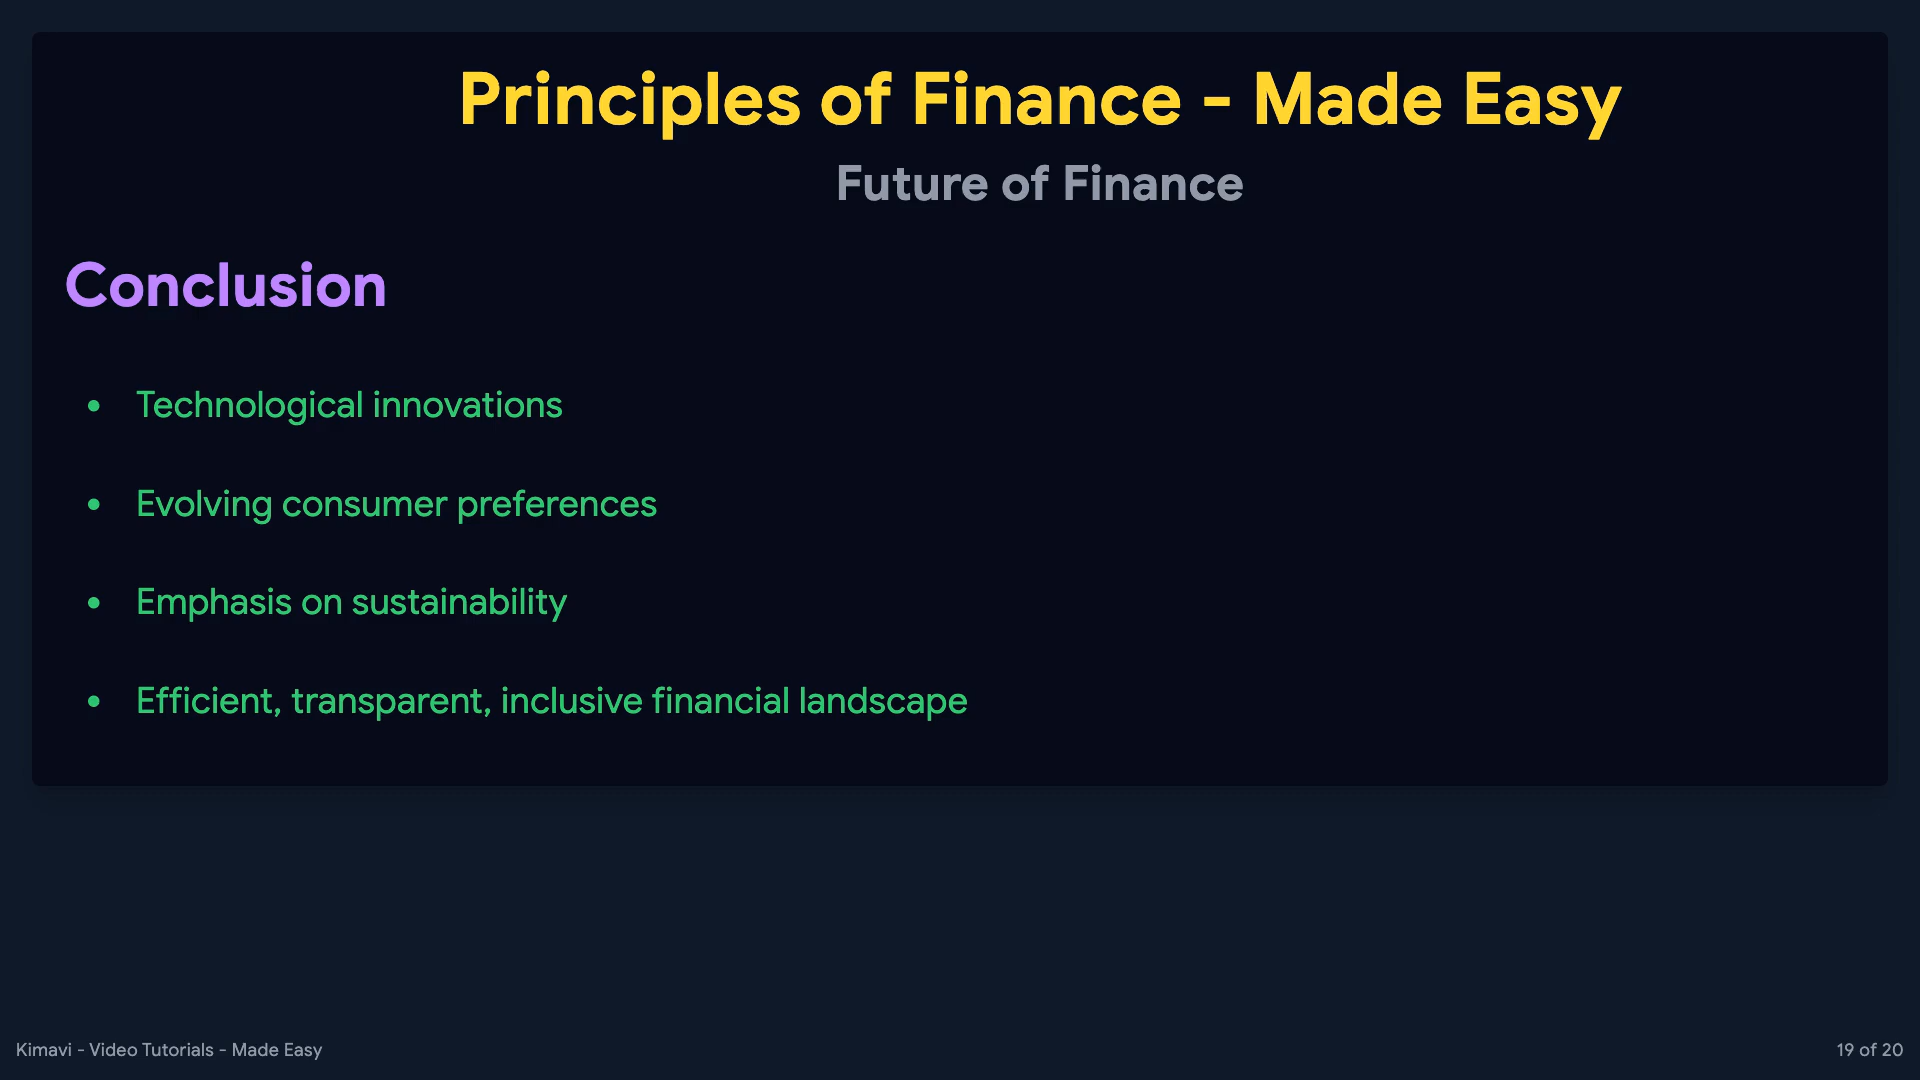 Principles of Finance - Made Easy
Future of Finance
Conclusion
• Technological innovations
• Evolving consumer preferences
• Emphasis on sustainability
• Efficient, transparent, inclusive financial landscape
Kimavi - Video Tutorials - Made Easy
19 of 20